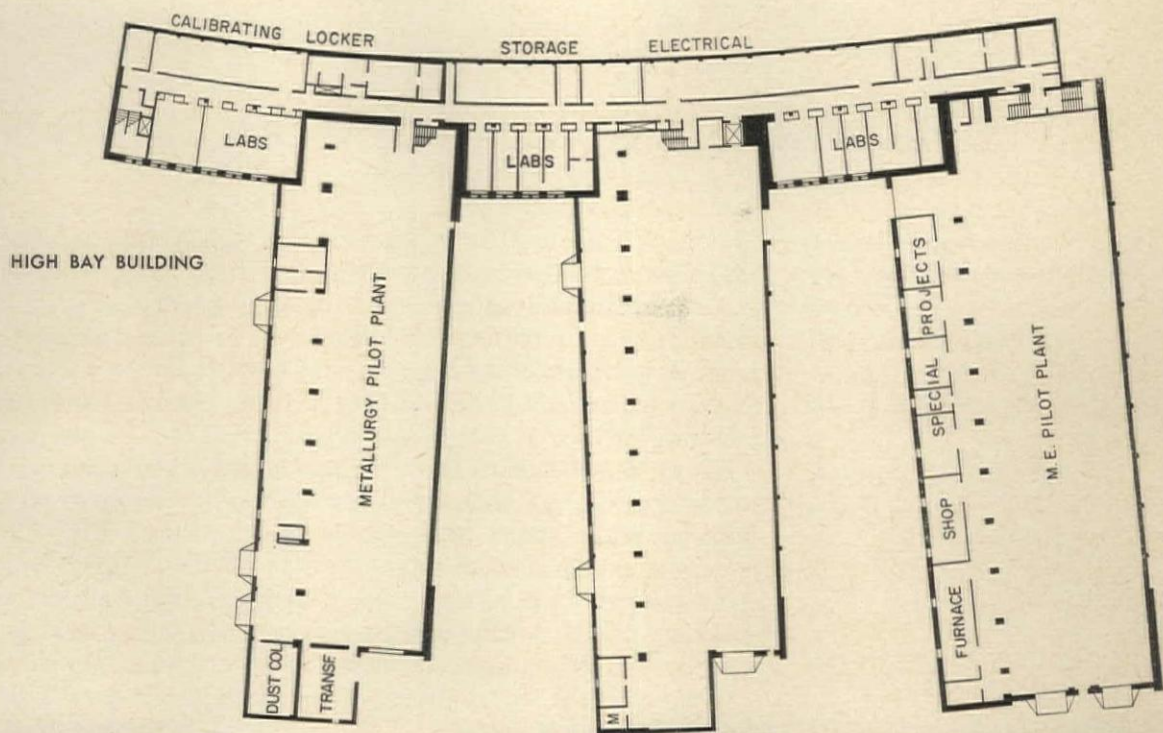 CALIBRATING LOCKER STORAGE ELECTRICAL
LABS
LABS
LABS
HIGH BAY BUILDING
METALLURGY PILOT PLANT
DUST COL
TRANSF
M
SPECIAL PROJECTS
SHOP
FURNACE
M.E. PILOT PLANT